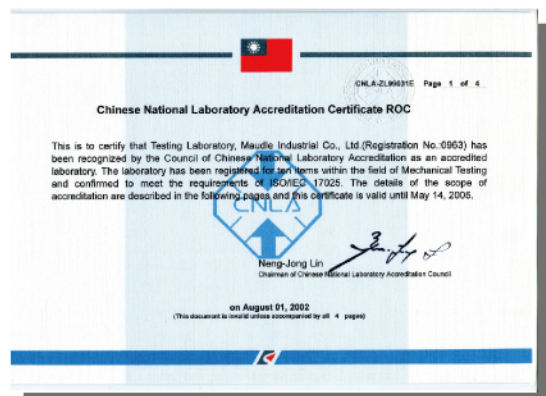 CNLA-ZL99031E Page 1 of 4
Chinese National Laboratory Accreditation Certificate ROC
This is to certify that Testing Laboratory, Maudle Industrial Co., Ltd.(Registration No.:0963) has
been recognized by the Council of Chinese National Laboratory Accreditation as an accredited
laboratory. The laboratory has been registered for ten items within the field of Mechanical Testing
and confirmed to meet the requirements of ISO/IEC 17025. The details of the scope of
accreditation are described in the following pages and this certificate is valid until May 14, 2005.
CNLA
Neng-Jong Lin
Chairman of Chinese National Laboratory Accreditation Council
on August 01, 2002
(This document is invalid unless accompanied by all 4 pages)